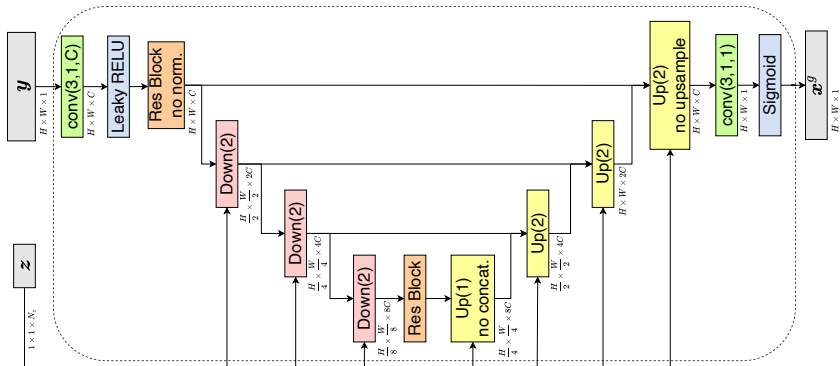 y
H × W × 1
conv(3,1,C)
H × W × C
Leaky RELU
Res Block
no norm.
H × W × C
Down(2)
H/2 × W/2 × 2C
Down(2)
H/4 × W/4 × 4C
Down(2)
H/8 × W/8 × 8C
Res Block
Up(1)
no concat.
H/4 × W/4 × 8C
Up(2)
H/2 × W/2 × 4C
Up(2)
H × W × 2C
Up(2)
no upsample
H × W × C
conv(3,1,1)
H × W × 1
Sigmoid
x^g
H × W × 1
z
1 × 1 × N_z